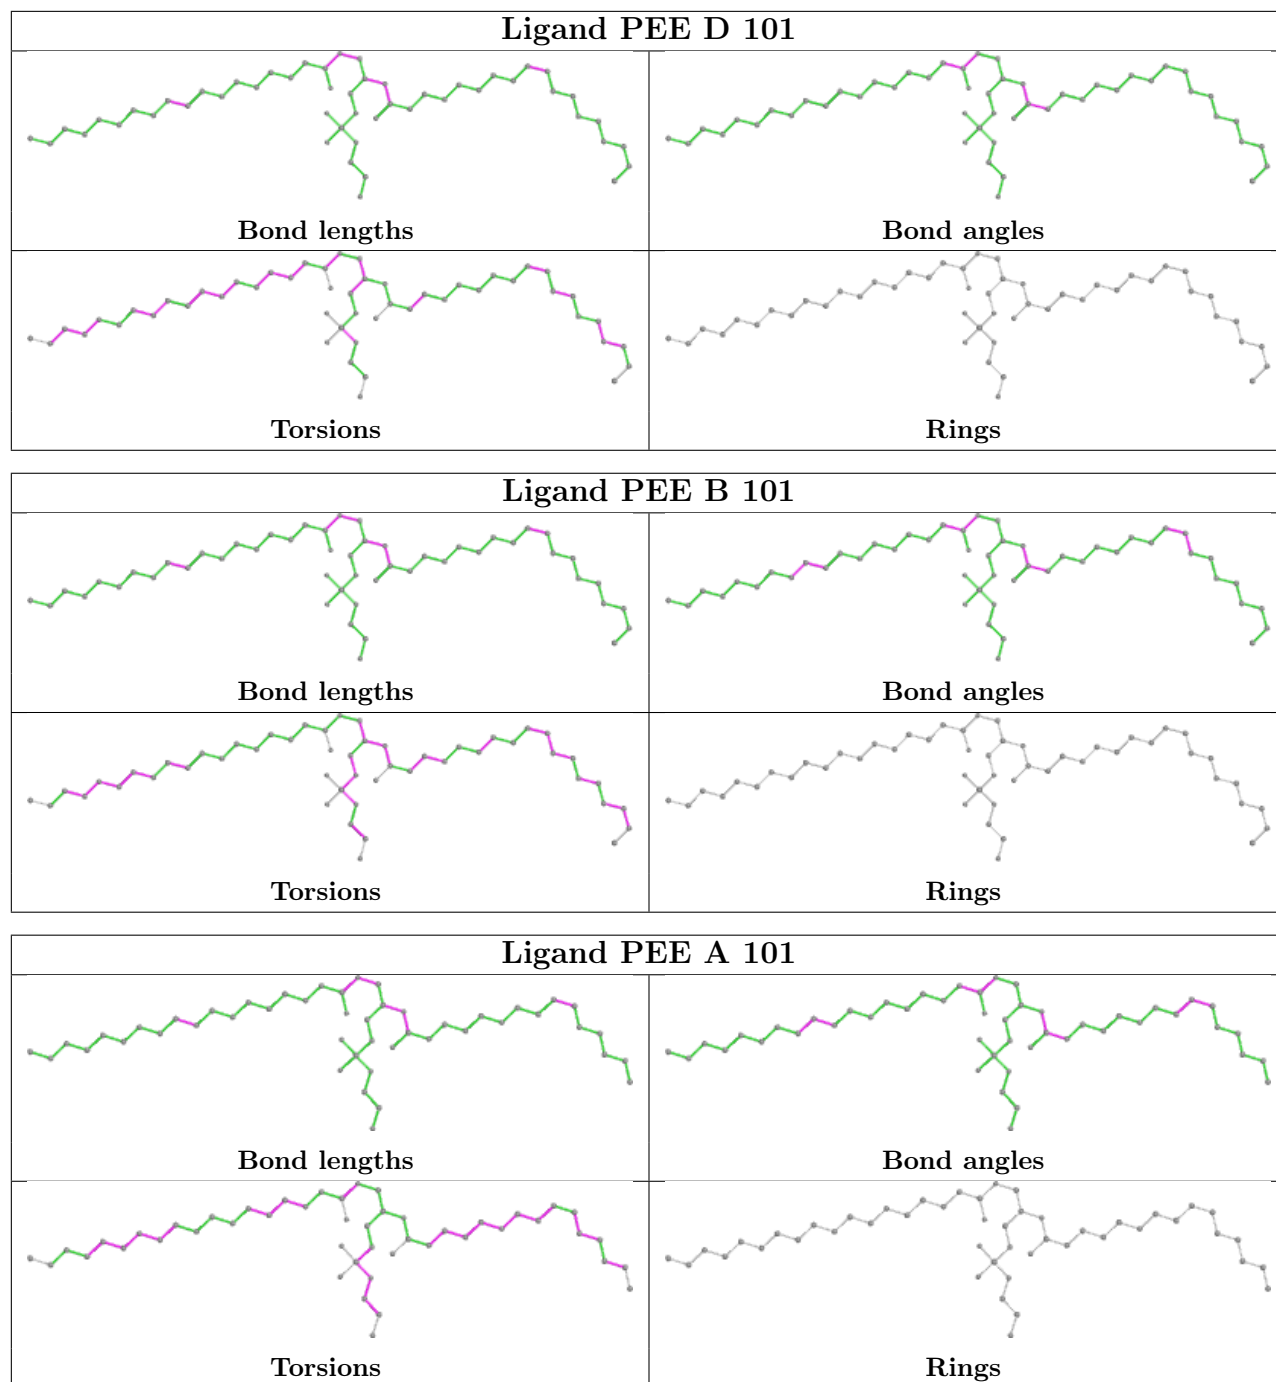 Ligand PEE D 101
Bond lengths
Bond angles
Torsions
Rings
Ligand PEE B 101
Bond lengths
Bond angles
Torsions
Rings
Ligand PEE A 101
Bond lengths
Bond angles
Torsions
Rings